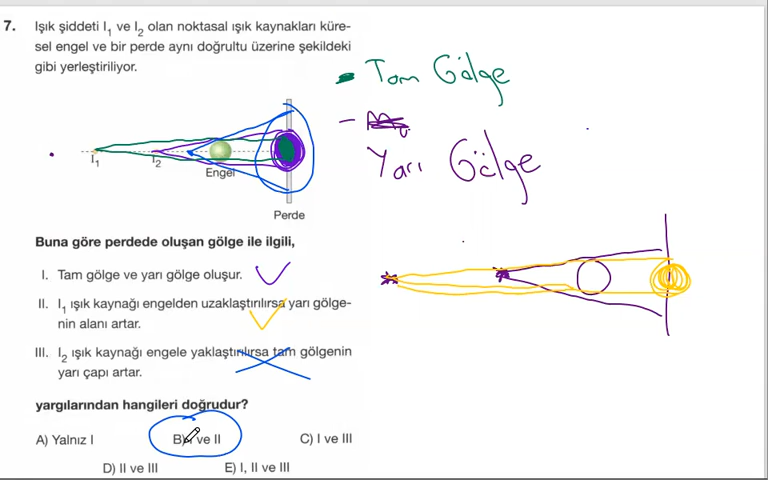 7. Işık şiddeti I₁ ve I₂ olan noktasal ışık kaynakları küre-
sel engel ve bir perde aynı doğrultu üzerine şekildeki
gibi yerleştiriliyor.
Tam Gölge
Yarı Gölge
I₁
I₂
Engel
Perde
Buna göre perdede oluşan gölge ile ilgili,
I. Tam gölge ve yarı gölge oluşur.
II. I₁ ışık kaynağı engelden uzaklaştırılırsa yarı gölge-
nin alanı artar.
III. I₂ ışık kaynağı engele yaklaştırılırsa tam gölgenin
yarı çapı artar.
yargılarından hangileri doğrudur?
A) Yalnız I
B) I ve II
C) I ve III
D) II ve III
E) I, II ve III